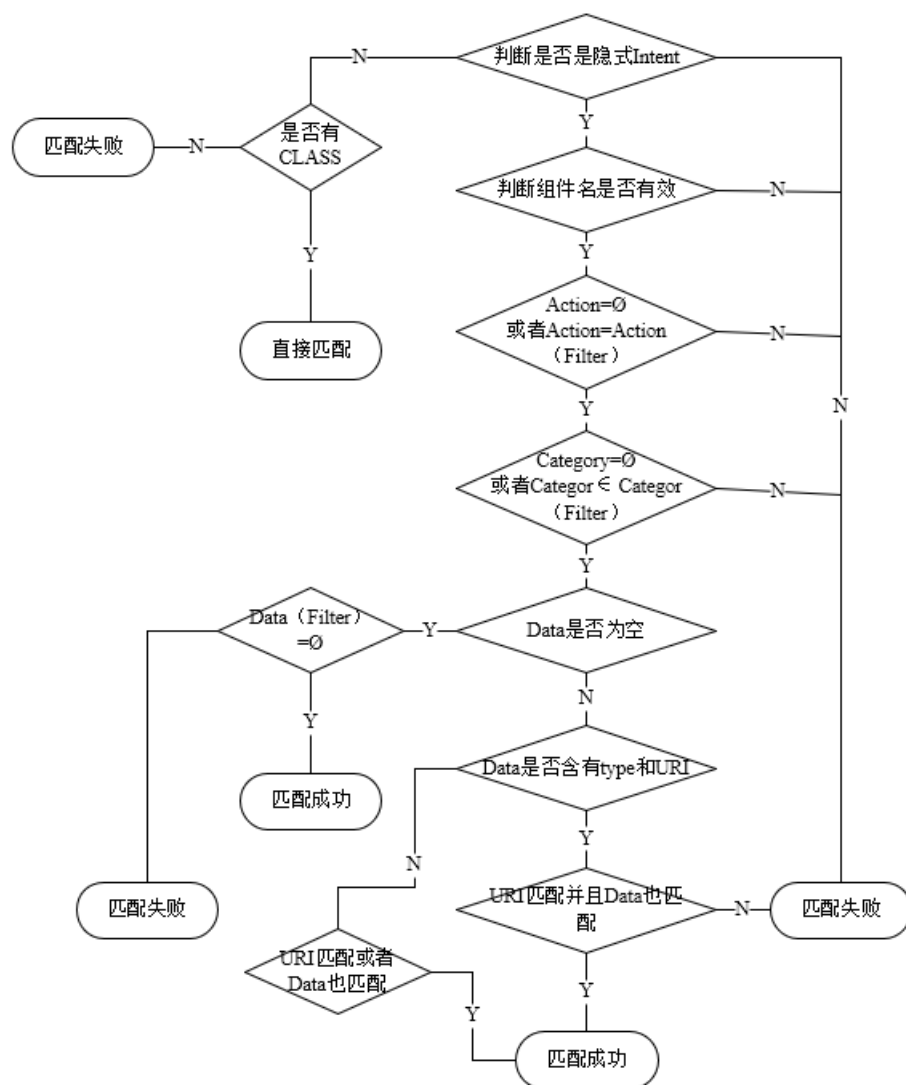 判断是否是隐式Intent
N
Y
是否有
CLASS
N
匹配失败
判断组件名是否有效
N
Y
Y
Action=Ø
或者Action=Action
（Filter）
N
直接匹配
Y
N
Category=Ø
或者Categor∈ Categor
（Filter）
N
Y
Data（Filter）
=Ø
Y
Data是否为空
N
Y
Data是否含有type和URI
匹配成功
Y
N
匹配失败
URI匹配并且Data也匹
配
N
匹配失败
URI匹配或者
Data也匹配
Y
Y
匹配成功